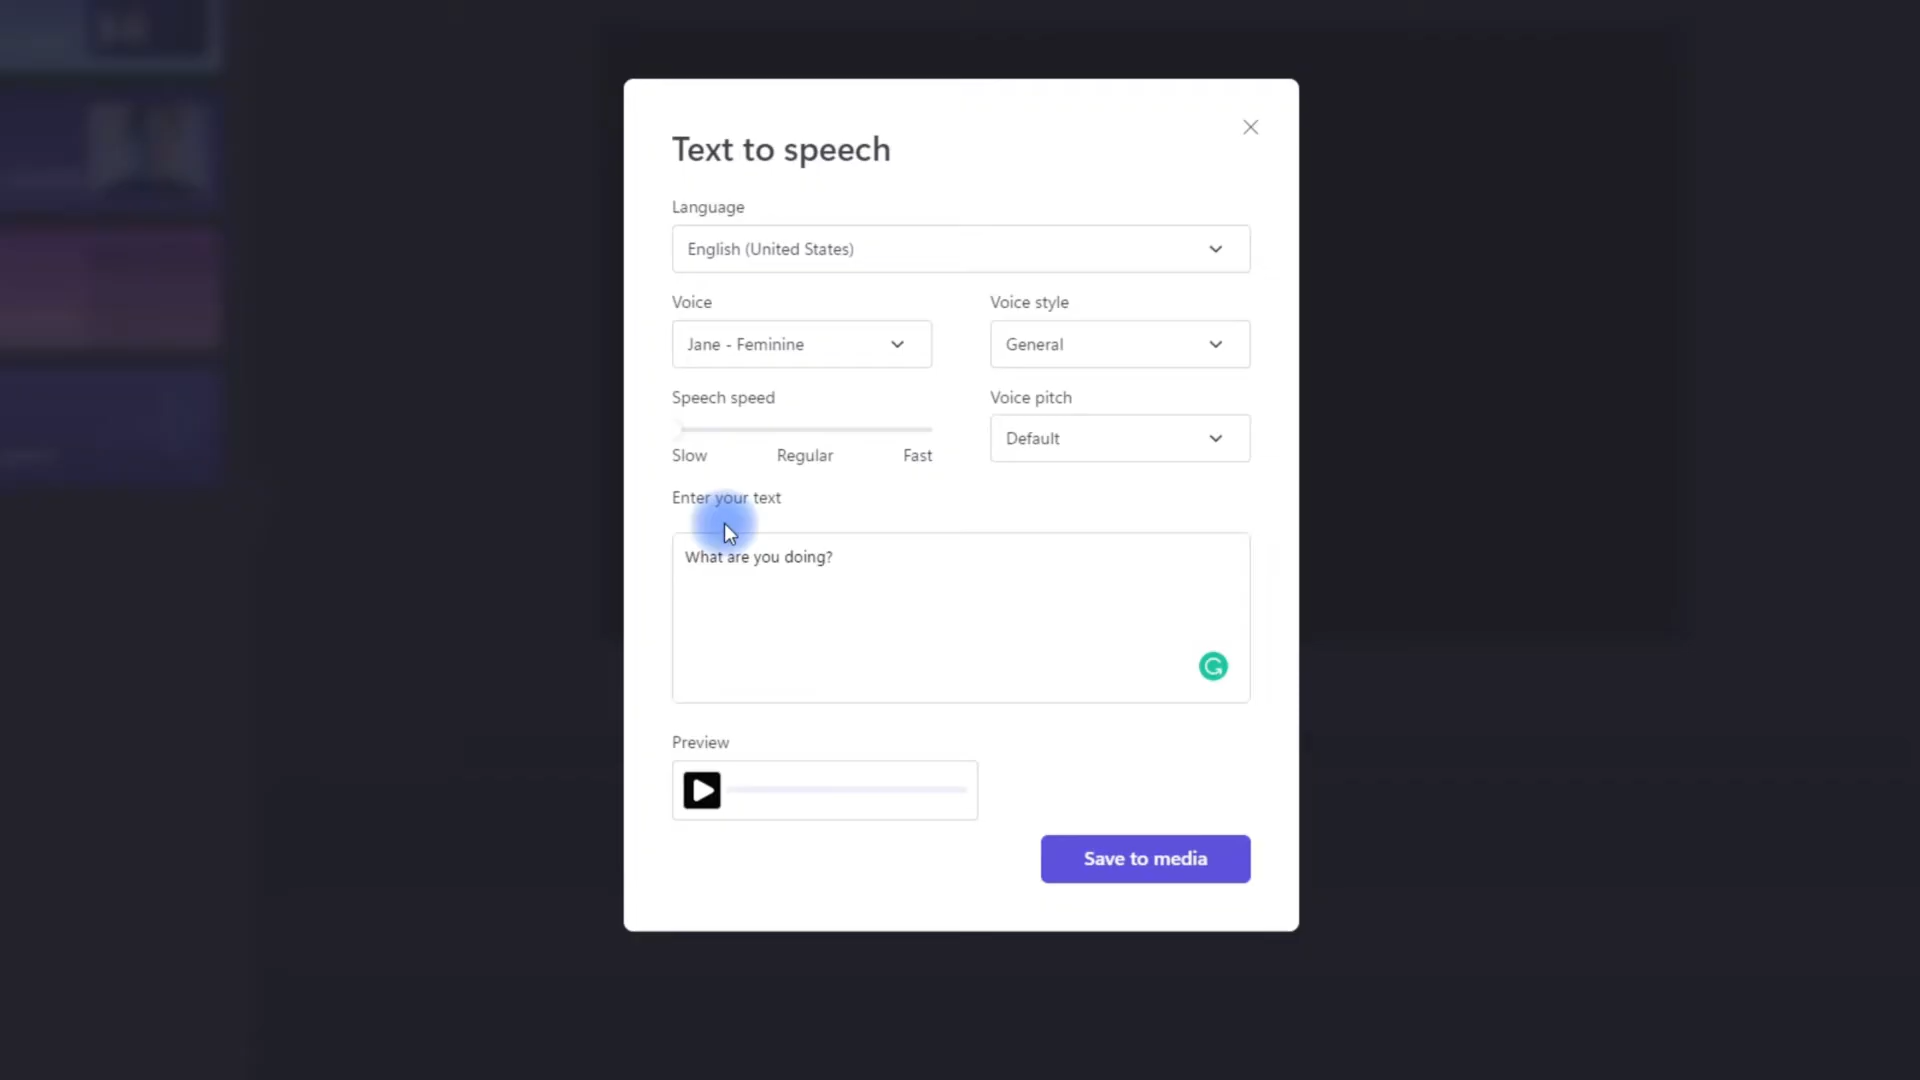 Text to speech
Language
English (United States)
Voice
Voice style
Jane - Feminine
General
Speech speed
Voice pitch
Default
Slow
Regular
Fast
Enter your text
What are you doing?
Preview
Save to media